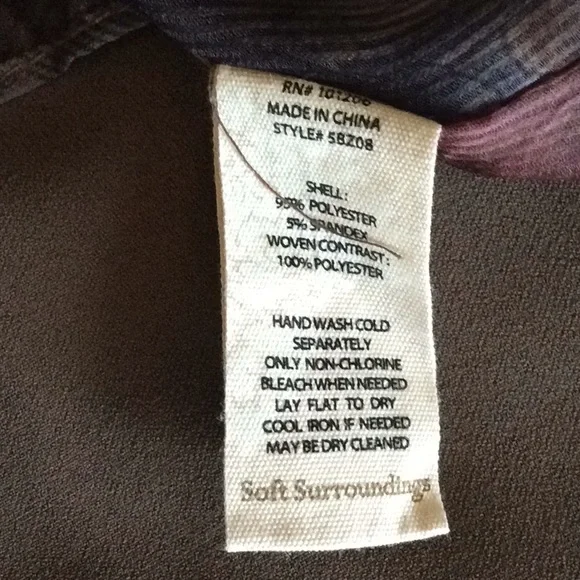 RN# 101266
MADE IN CHINA
STYLE# 5BZ08
SHELL:
95% POLYESTER
5% SPANDEX
WOVEN CONTRAST:
100% POLYESTER
HAND WASH COLD
SEPARATELY
ONLY NON-CHLORINE
BLEACH WHEN NEEDED
LAY FLAT TO DRY
COOL IRON IF NEEDED
MAY BE DRY CLEANED
Soft Surroundings